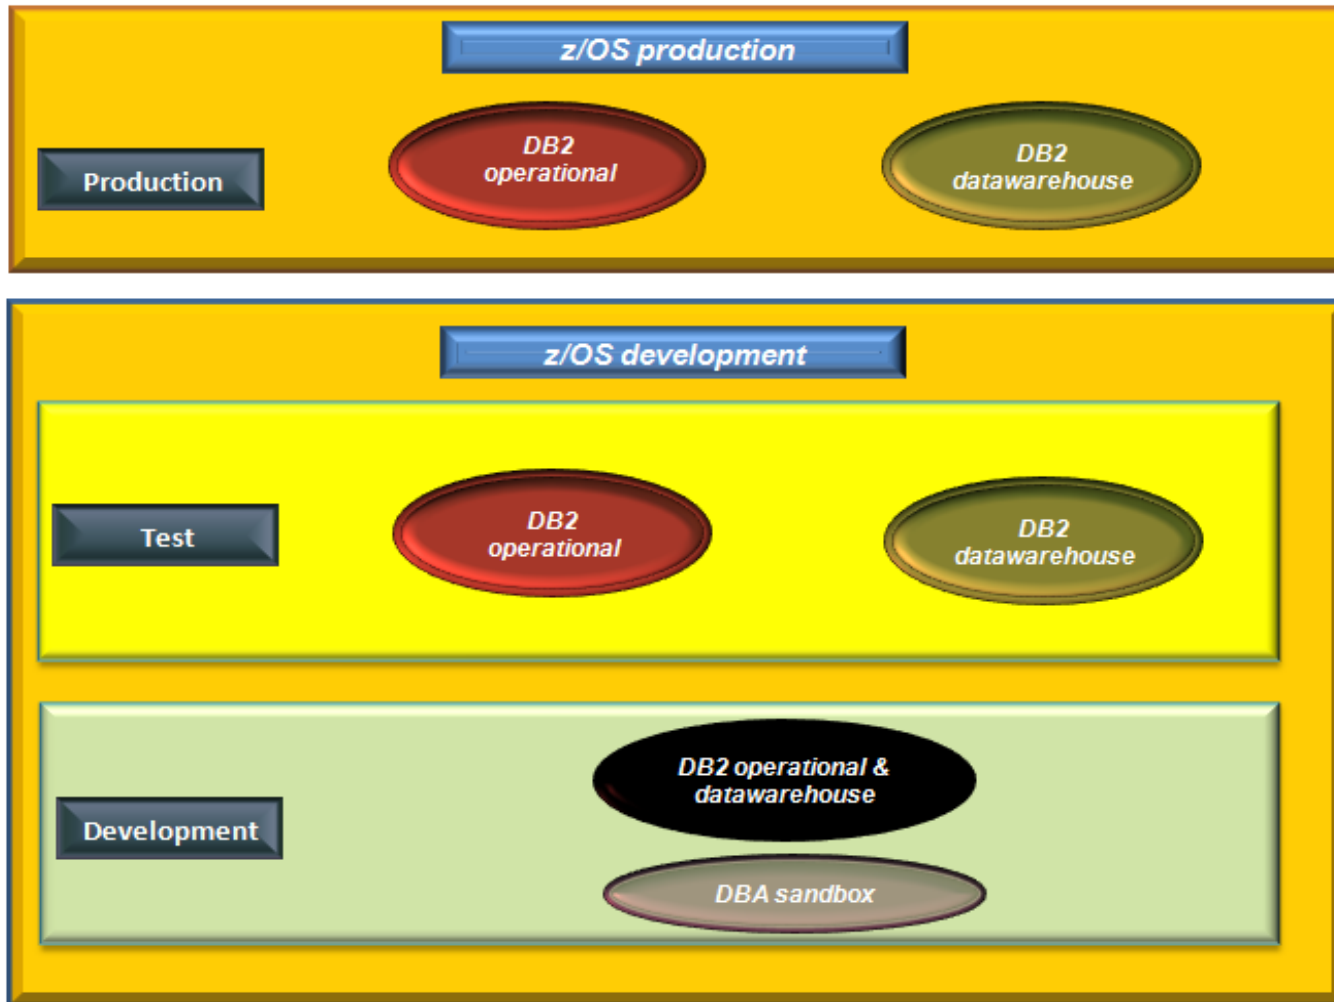 z/OS production
Production
DB2
operational
DB2
datawarehouse
z/OS development
Test
DB2
operational
DB2
datawarehouse
Development
DB2 operational &
datawarehouse
DBA sandbox